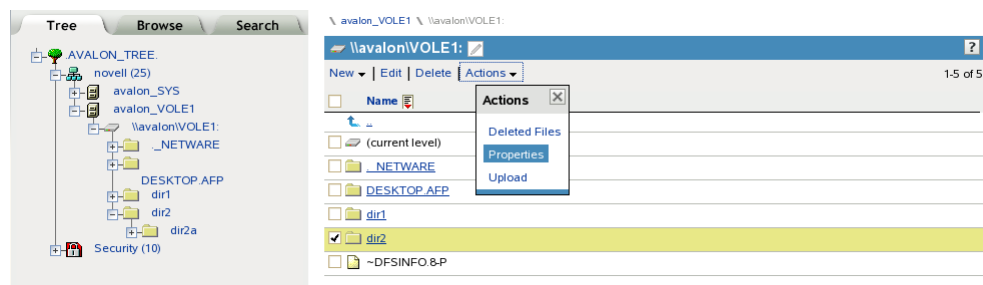 Tree Browse Search
.AVALON_TREE.
novell (25)
avalon_SYS
avalon_VOLE1
\\avalon\VOLE1:
._NETWARE
DESKTOP.AFP
dir1
dir2
dir2a
Security (10)
\ avalon_VOLE1 \ \\avalon\VOLE1:
\\avalon\VOLE1: ?
New | Edit | Delete | Actions 1-5 of 5
Name
Actions
Deleted Files
Properties
Upload
..
(current level)
._NETWARE
DESKTOP.AFP
dir1
dir2
~DFSINFO.8-P